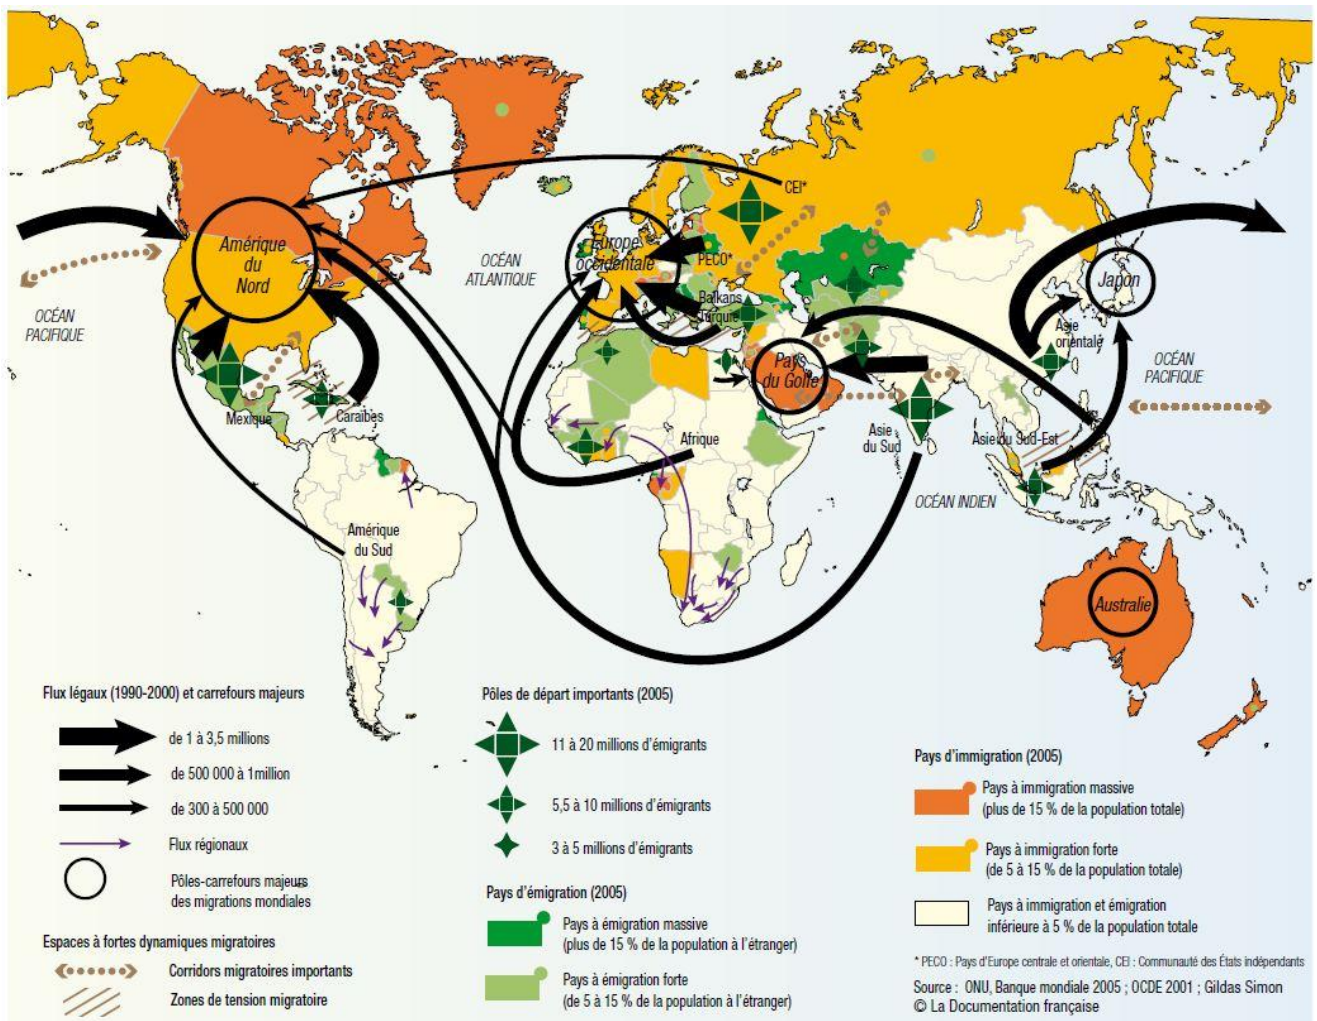 CEI*
Amérique
du
Nord
OCÉAN
ATLANTIQUE
Europe
occidentale
PECO*
Balkans
Turquie
Japon
OCÉAN
PACIFIQUE
Asie
orientale
Pays
du Golfe
OCÉAN
PACIFIQUE
Mexique
Caraïbes
Afrique
Asie
du Sud
Asie du Sud-Est
OCÉAN INDIEN
Amérique
du Sud
Australie
Flux légaux (1990-2000) et carrefours majeurs
de 1 à 3,5 millions
de 500 000 à 1million
de 300 à 500 000
Flux régionaux
Pôles-carrefours majeurs
des migrations mondiales
Espaces à fortes dynamiques migratoires
Corridors migratoires importants
Zones de tension migratoire
Pôles de départ importants (2005)
11 à 20 millions d'émigrants
5,5 à 10 millions d'émigrants
3 à 5 millions d'émigrants
Pays d'émigration (2005)
Pays à émigration massive
(plus de 15 % de la population à l'étranger)
Pays à émigration forte
(de 5 à 15 % de la population à l'étranger)
Pays d'immigration (2005)
Pays à immigration massive
(plus de 15 % de la population totale)
Pays à immigration forte
(de 5 à 15 % de la population totale)
Pays à immigration et émigration
inférieure à 5 % de la population totale
* PECO : Pays d'Europe centrale et orientale, CEI : Communauté des États indépendants
Source : ONU, Banque mondiale 2005 ; OCDE 2001 ; Gildas Simon
© La Documentation française